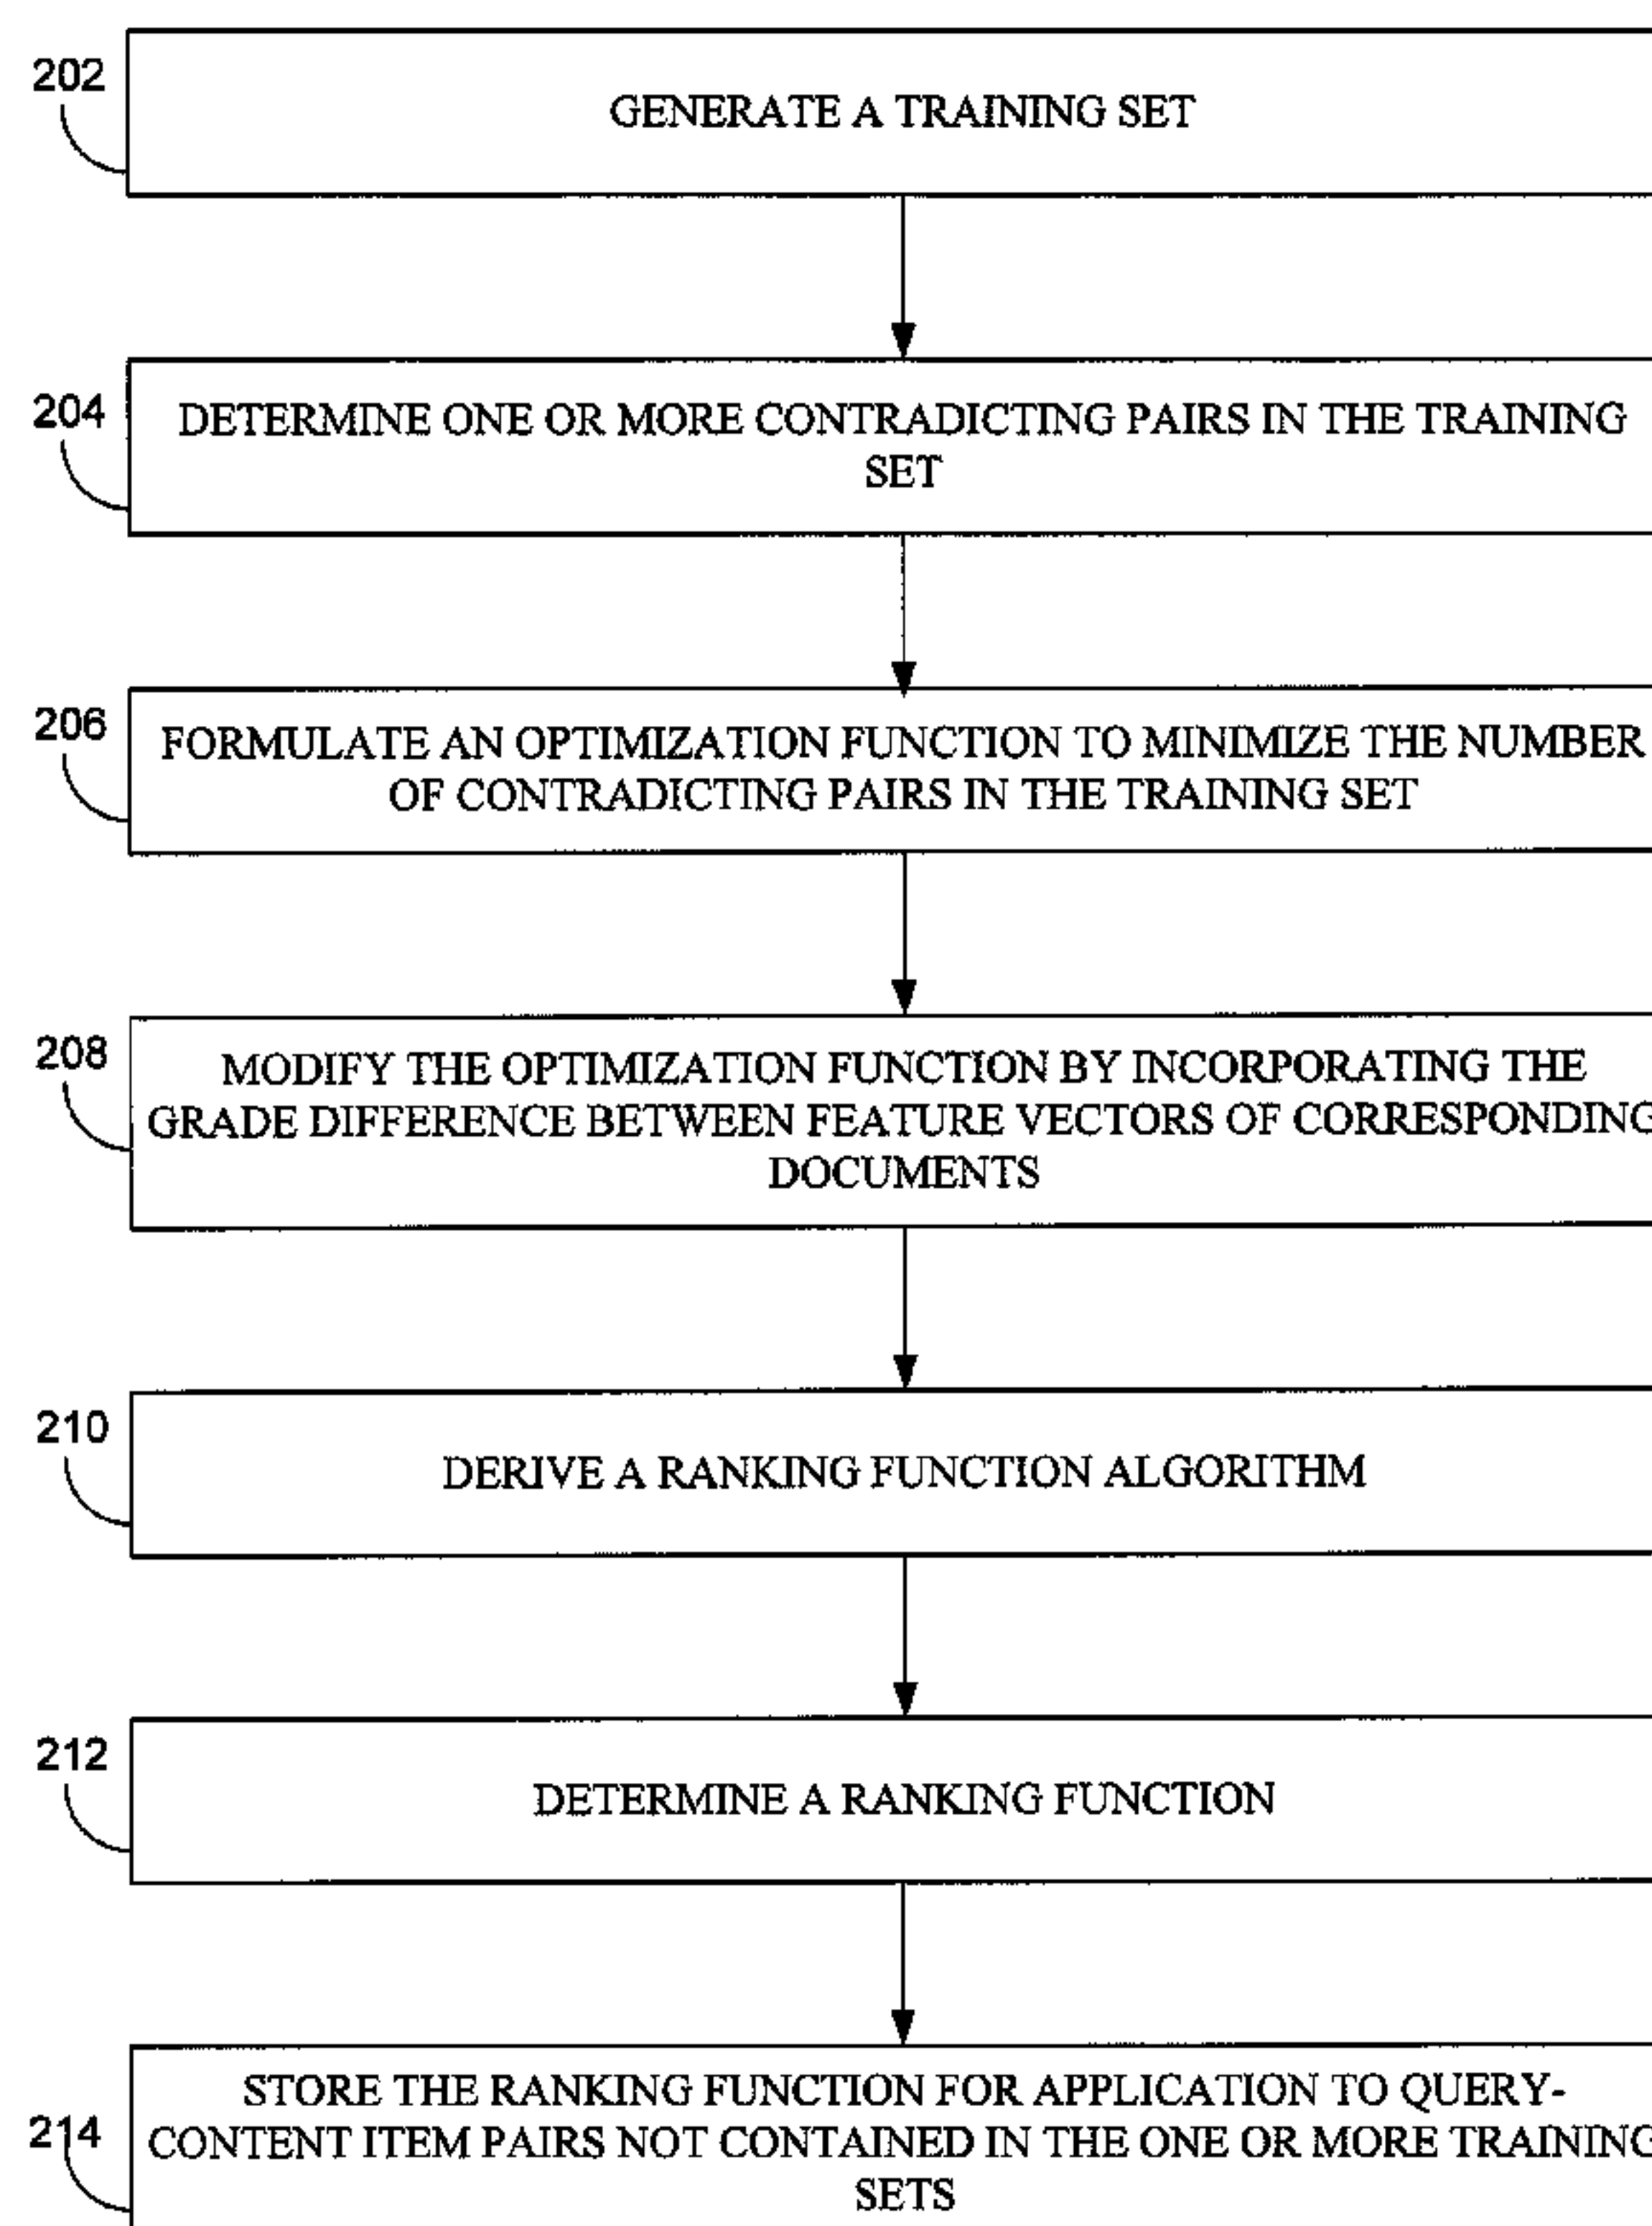 202
GENERATE A TRAINING SET
204
DETERMINE ONE OR MORE CONTRADICTING PAIRS IN THE TRAINING
SET
206
FORMULATE AN OPTIMIZATION FUNCTION TO MINIMIZE THE NUMBER
OF CONTRADICTING PAIRS IN THE TRAINING SET
208
MODIFY THE OPTIMIZATION FUNCTION BY INCORPORATING THE
GRADE DIFFERENCE BETWEEN FEATURE VECTORS OF CORRESPONDING
DOCUMENTS
210
DERIVE A RANKING FUNCTION ALGORITHM
212
DETERMINE A RANKING FUNCTION
214
STORE THE RANKING FUNCTION FOR APPLICATION TO QUERY-
CONTENT ITEM PAIRS NOT CONTAINED IN THE ONE OR MORE TRAINING
SETS